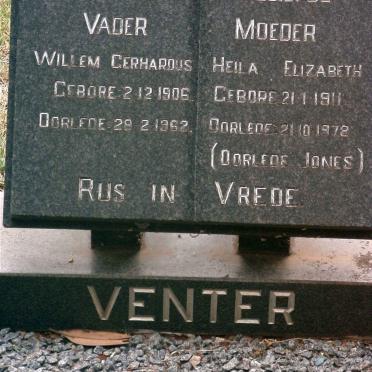 VADER
WILLEM GERHARDUS
GEBORE 2·12·1906
OORLEDE 28·2·1962
MOEDER
HEILA ELIZABETH
GEBORE 21·1·1911
OORLEDE 21·10·1972
(OORLEDE JONES)
RUS IN VREDE
VENTER